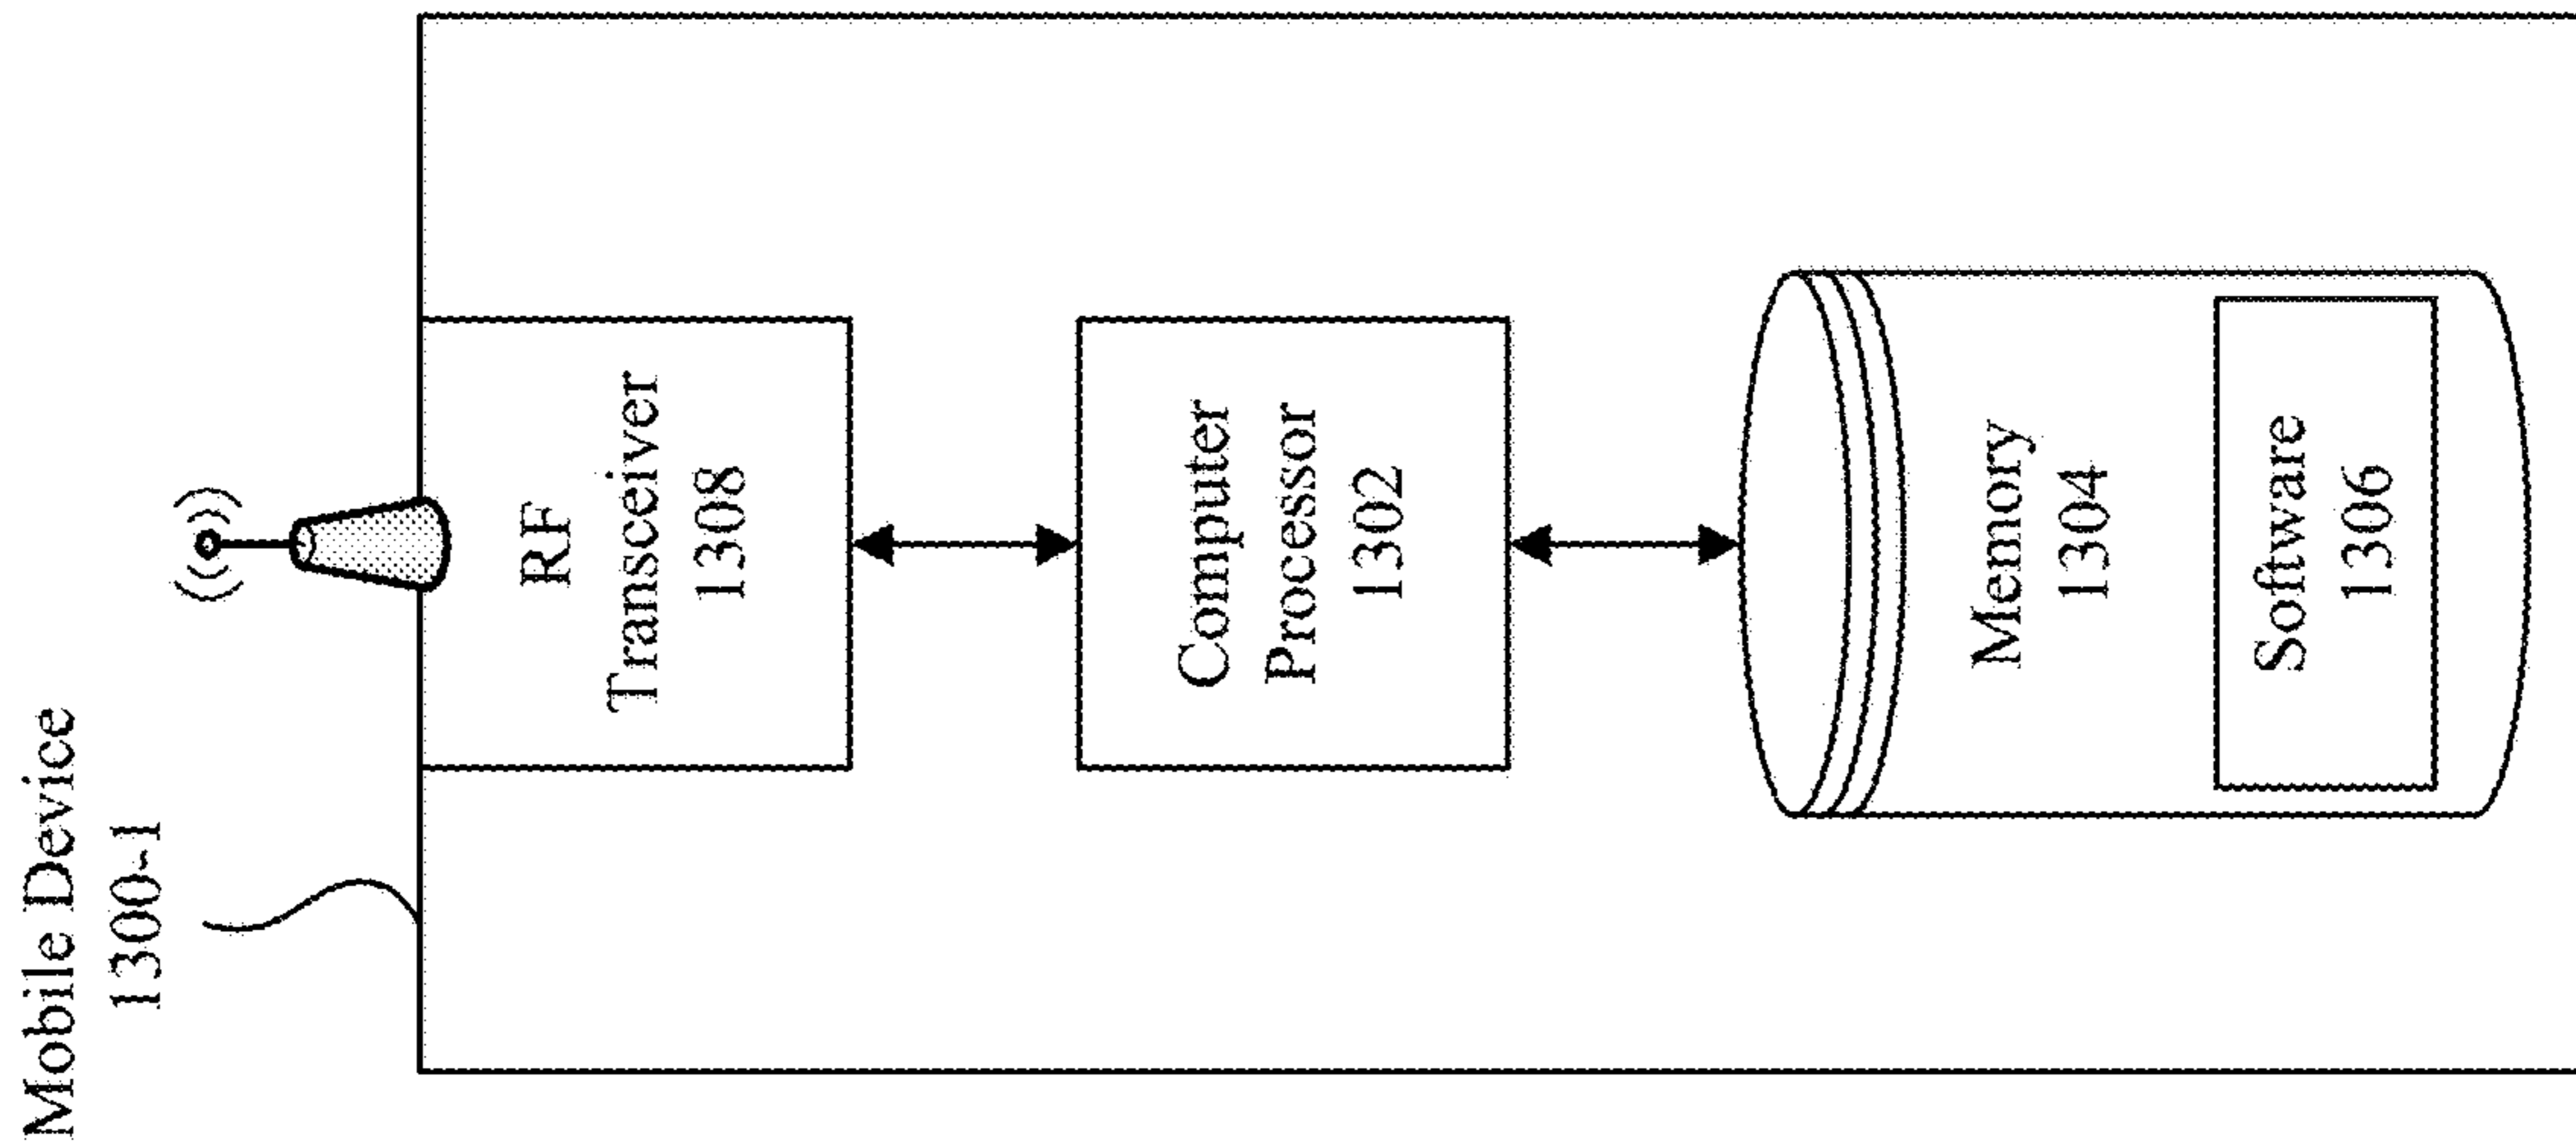 Mobile Device
1300-1
RF
Transceiver
1308
Computer
Processor
1302
Memory
1304
Software
1306